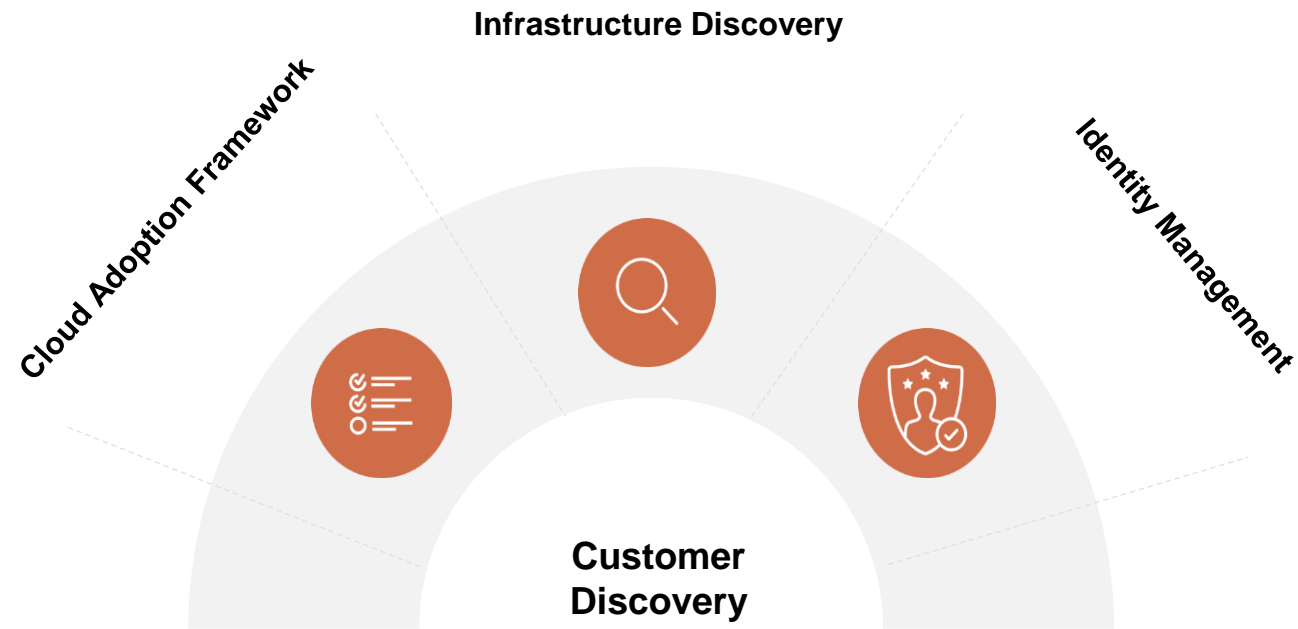 Infrastructure Discovery
Cloud Adoption Framework
Identity Management
Customer
Discovery